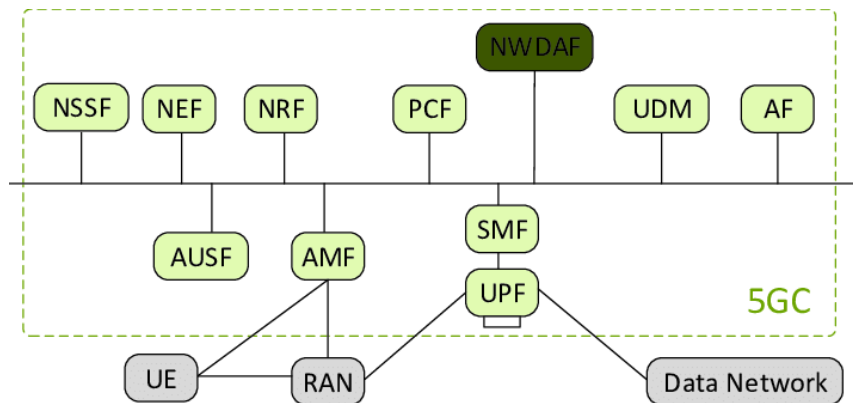 NWDAF
NSSF
NEF
NRF
PCF
UDM
AF
AUSF
AMF
SMF
UPF
5GC
UE
RAN
Data Network